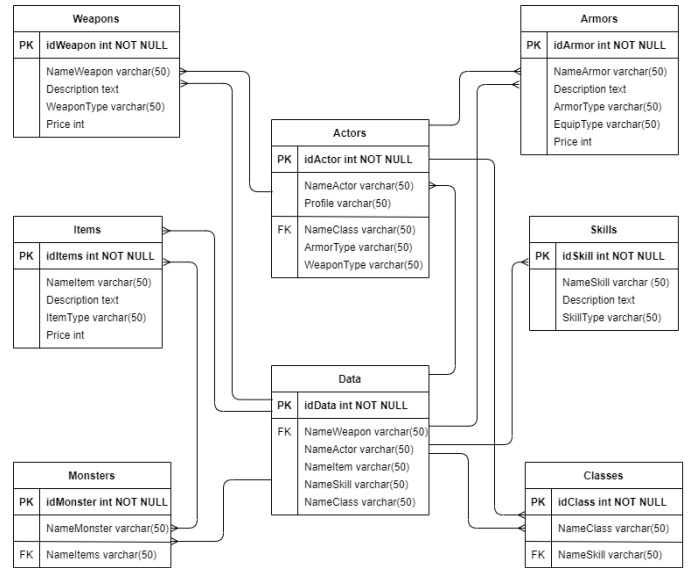 Weapons
PK idWeapon int NOT NULL
NameWeapon varchar(50)
Description text
WeaponType varchar(50)
Price int
Armors
PK idArmor int NOT NULL
NameArmor varchar(50)
Description text
ArmorType varchar(50)
EquipType varchar(50)
Price int
Actors
PK idActor int NOT NULL
NameActor varchar(50)
Profile varchar(50)
FK NameClass varchar(50)
ArmorType varchar(50)
WeaponType varchar(50)
Items
PK idItems int NOT NULL
NameItem varchar(50)
Description text
ItemType varchar(50)
Price int
Skills
PK idSkill int NOT NULL
NameSkill varchar (50)
Description text
SkillType varchar(50)
Data
PK idData int NOT NULL
FK NameWeapon varchar(50)
NameActor varchar(50)
NameItem varchar(50)
NameSkill varchar(50)
NameClass varchar(50)
Monsters
PK idMonster int NOT NULL
NameMonster varchar(50)
FK NameItems varchar(50)
Classes
PK idClass int NOT NULL
NameClass varchar(50)
FK NameSkill varchar(50)